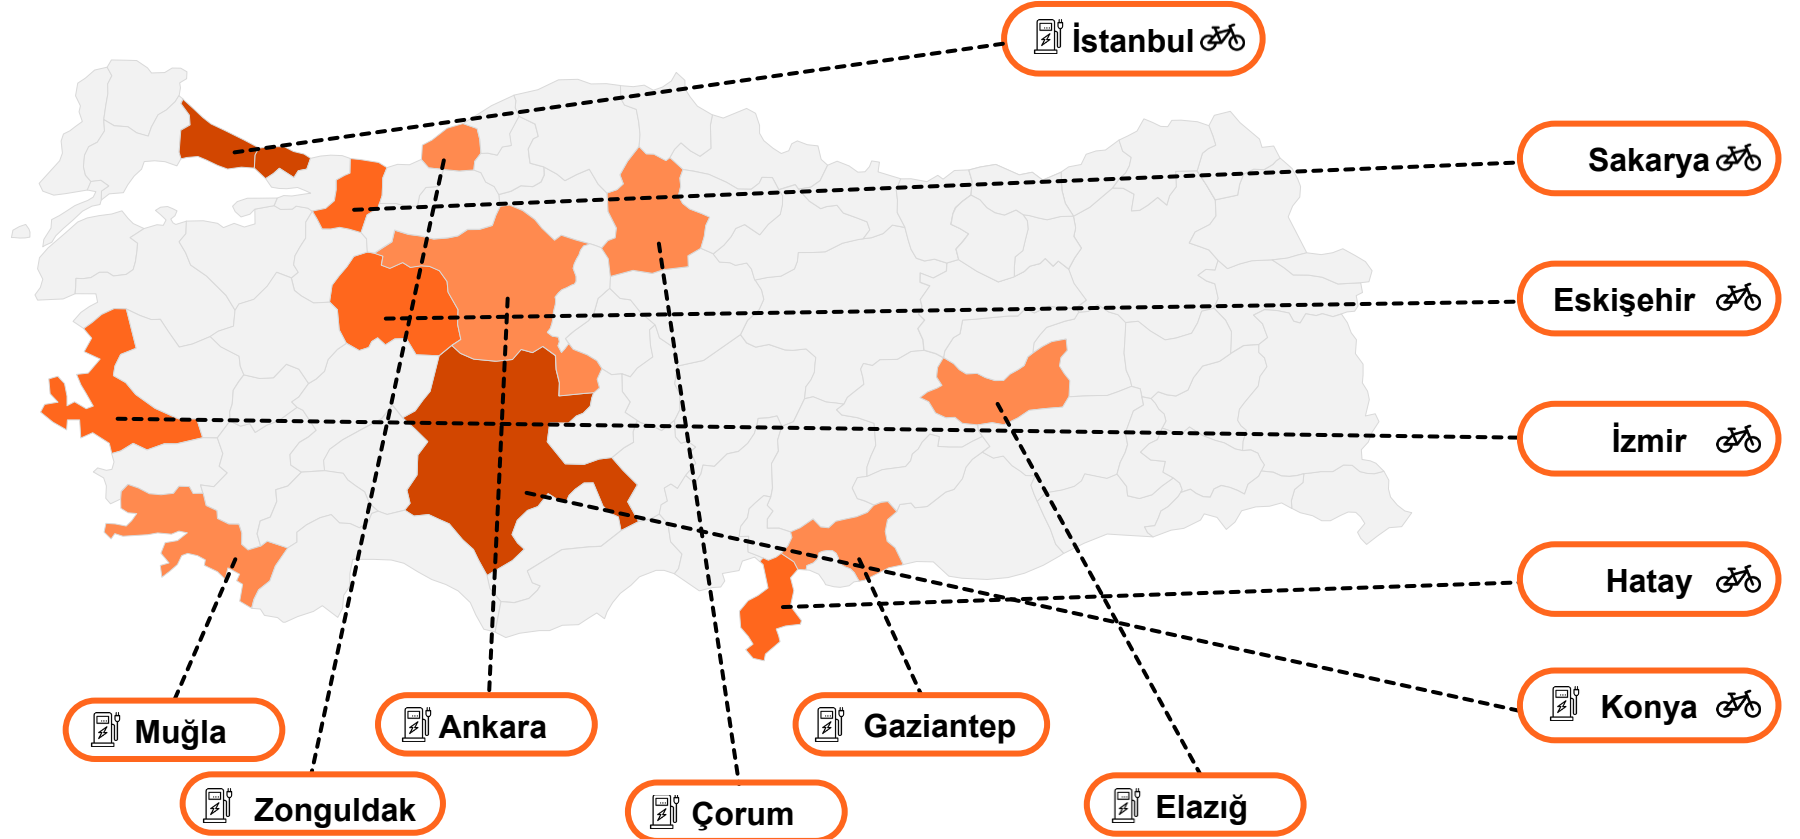 İstanbul
Sakarya
Eskişehir
İzmir
Hatay
Konya
Muğla
Ankara
Gaziantep
Zonguldak
Çorum
Elazığ